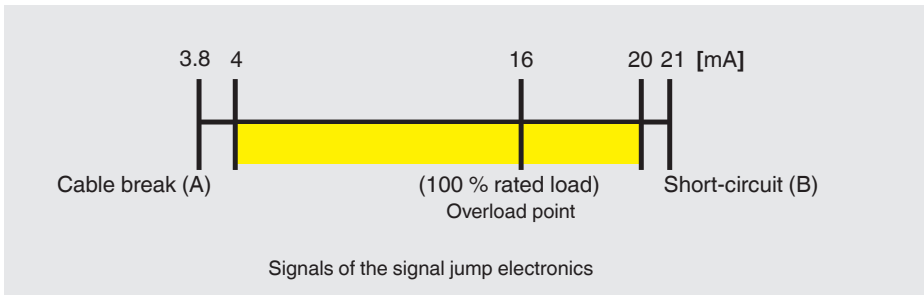 3.8 4 16 20 21 [mA]
Cable break (A) (100 % rated load) Short-circuit (B)
Overload point
Signals of the signal jump electronics